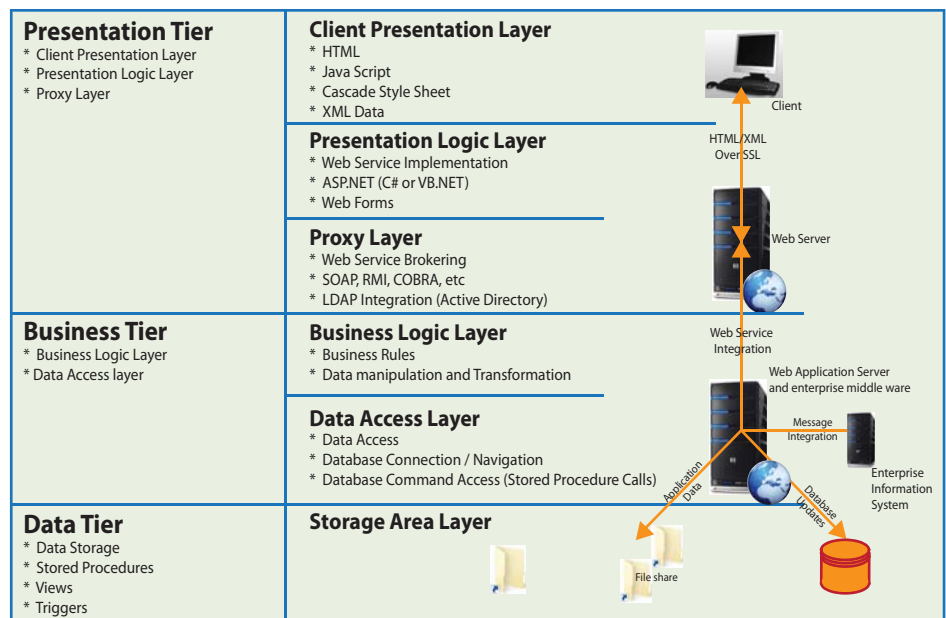 Presentation Tier
* Client Presentation Layer
* Presentation Logic Layer
* Proxy Layer
Client Presentation Layer
* HTML
* Java Script
* Cascade Style Sheet
* XML Data
Client
HTML/XML
Over SSL
Presentation Logic Layer
* Web Service Implementation
* ASP.NET (C# or VB.NET)
* Web Forms
Web Server
Proxy Layer
* Web Service Brokering
* SOAP, RMI, COBRA, etc
* LDAP Integration (Active Directory)
Business Tier
* Business Logic Layer
* Data Access layer
Business Logic Layer
* Business Rules
* Data manipulation and Transformation
Web Service
Integration
Web Application Server
and enterprise middle ware
Data Access Layer
* Data Access
* Database Connection / Navigation
* Database Command Access (Stored Procedure Calls)
Message
Integration
Enterprise
Information
System
Application
Data
Database
Updates
Data Tier
* Data Storage
* Stored Procedures
* Views
* Triggers
Storage Area Layer
File share